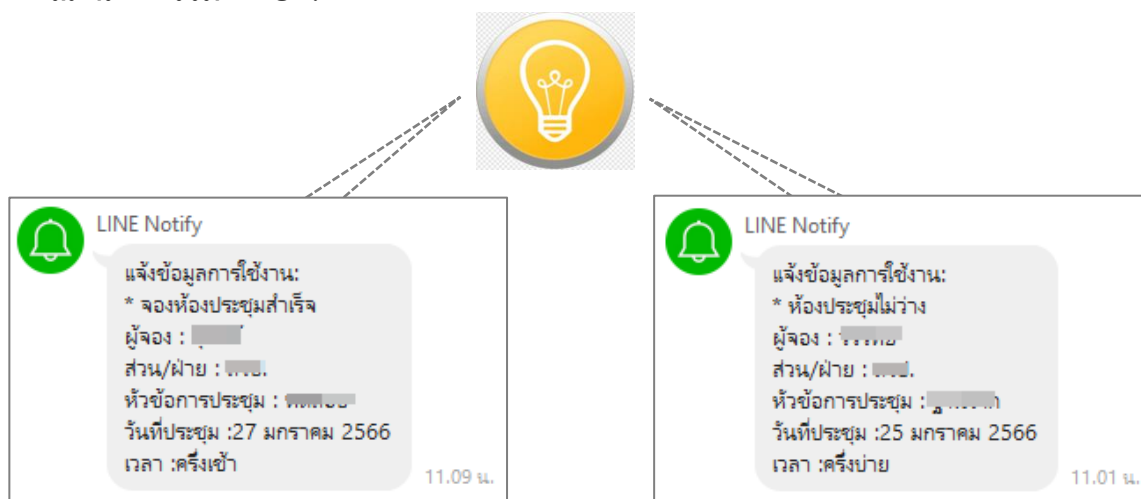 LINE Notify
แจ้งข้อมูลการใช้งาน:
* จองห้องประชุมสำเร็จ
ผู้จอง :
ส่วน/ฝ่าย :
หัวข้อการประชุม :
วันที่ประชุม :27 มกราคม 2566
เวลา :ครึ่งเช้า
11.09 น.
LINE Notify
แจ้งข้อมูลการใช้งาน:
* ห้องประชุมไม่ว่าง
ผู้จอง :
ส่วน/ฝ่าย :
หัวข้อการประชุม :
วันที่ประชุม :25 มกราคม 2566
เวลา :ครึ่งบ่าย
11.01 น.